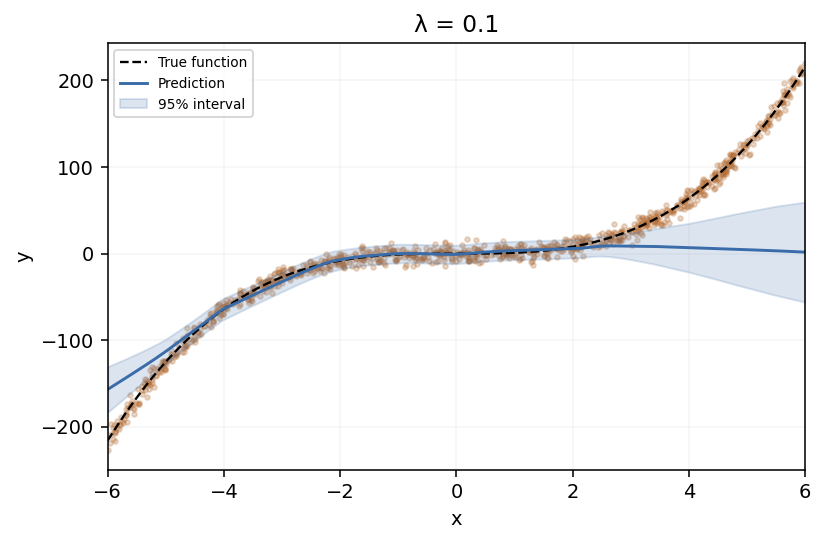 λ = 0.1
True function
Prediction
95% interval
200
100
0
−100
−200
y
−6 −4 −2 0 2 4 6
x